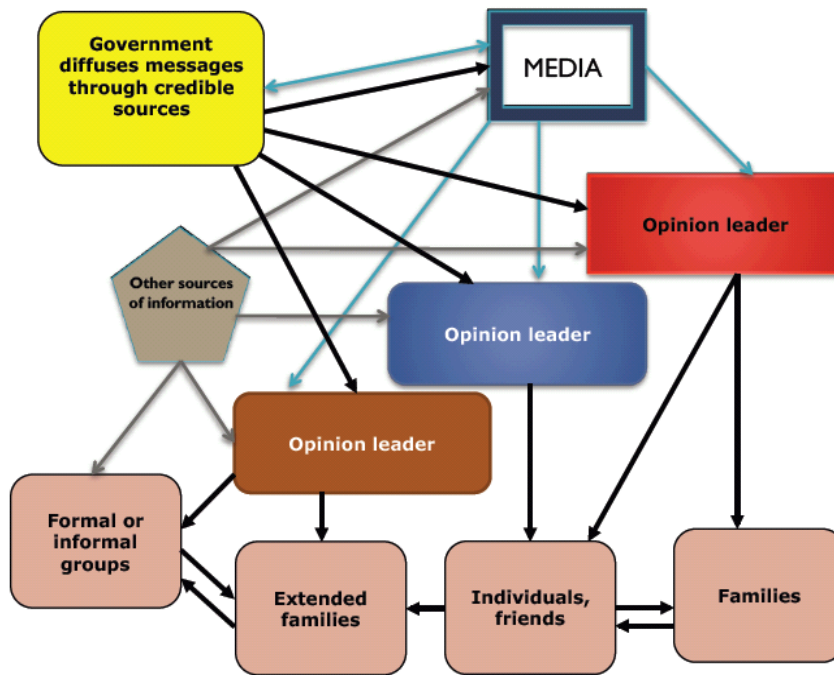 Government
diffuses messages
through credible
sources
MEDIA
Opinion leader
Other sources
of information
Opinion leader
Opinion leader
Formal or
informal
groups
Extended
families
Individuals,
friends
Families